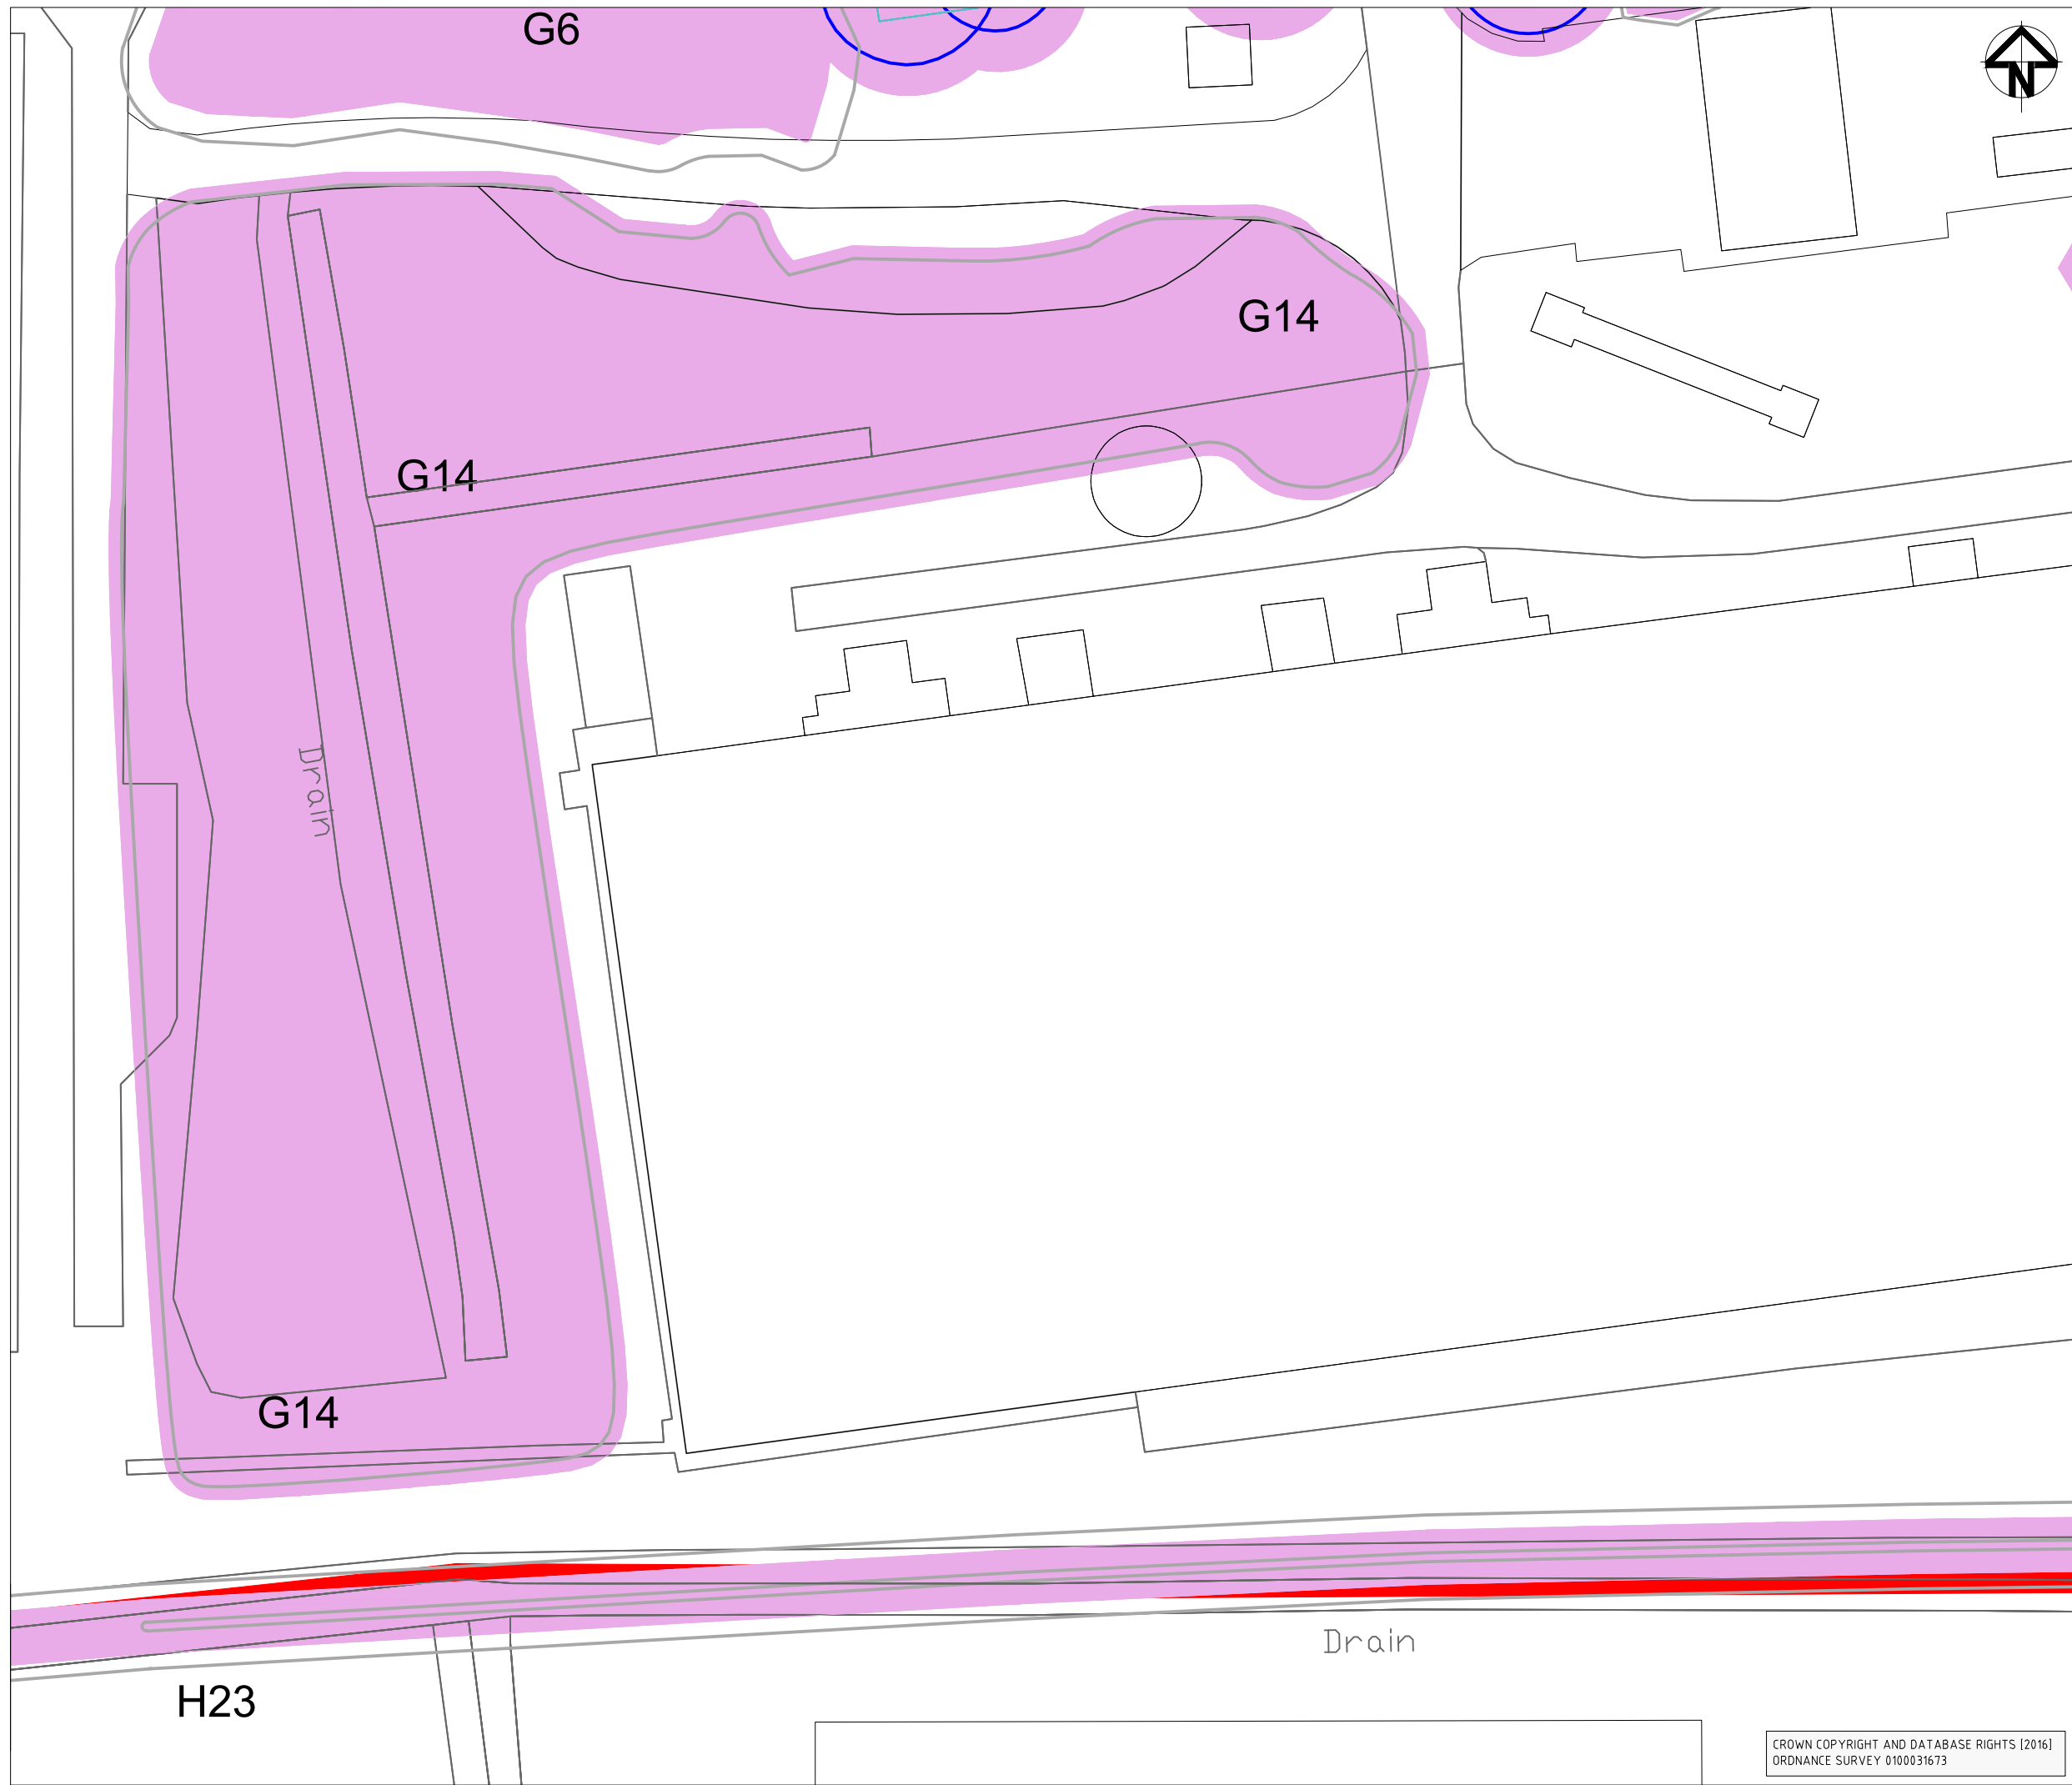 G6
N
G14
G14
Drain
G14
Drain
H23
CROWN COPYRIGHT AND DATABASE RIGHTS [2016]
ORDNANCE SURVEY 0100031673